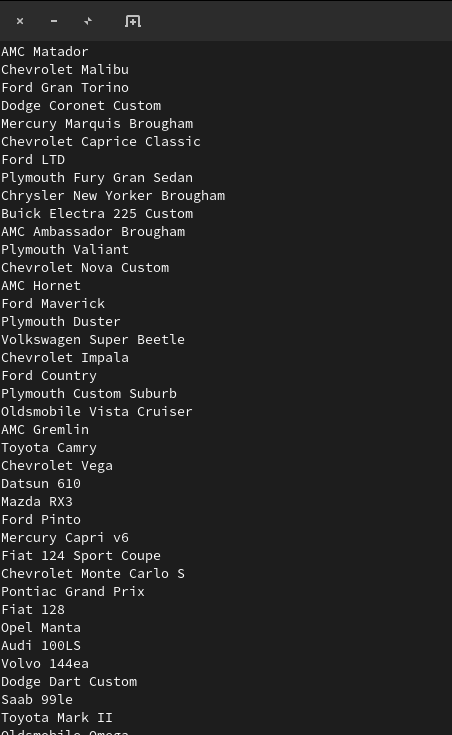 AMC Matador
Chevrolet Malibu
Ford Gran Torino
Dodge Coronet Custom
Mercury Marquis Brougham
Chevrolet Caprice Classic
Ford LTD
Plymouth Fury Gran Sedan
Chrysler New Yorker Brougham
Buick Electra 225 Custom
AMC Ambassador Brougham
Plymouth Valiant
Chevrolet Nova Custom
AMC Hornet
Ford Maverick
Plymouth Duster
Volkswagen Super Beetle
Chevrolet Impala
Ford Country
Plymouth Custom Suburb
Oldsmobile Vista Cruiser
AMC Gremlin
Toyota Camry
Chevrolet Vega
Datsun 610
Mazda RX3
Ford Pinto
Mercury Capri v6
Fiat 124 Sport Coupe
Chevrolet Monte Carlo S
Pontiac Grand Prix
Fiat 128
Opel Manta
Audi 100LS
Volvo 144ea
Dodge Dart Custom
Saab 99le
Toyota Mark II
Oldsmobile Omega